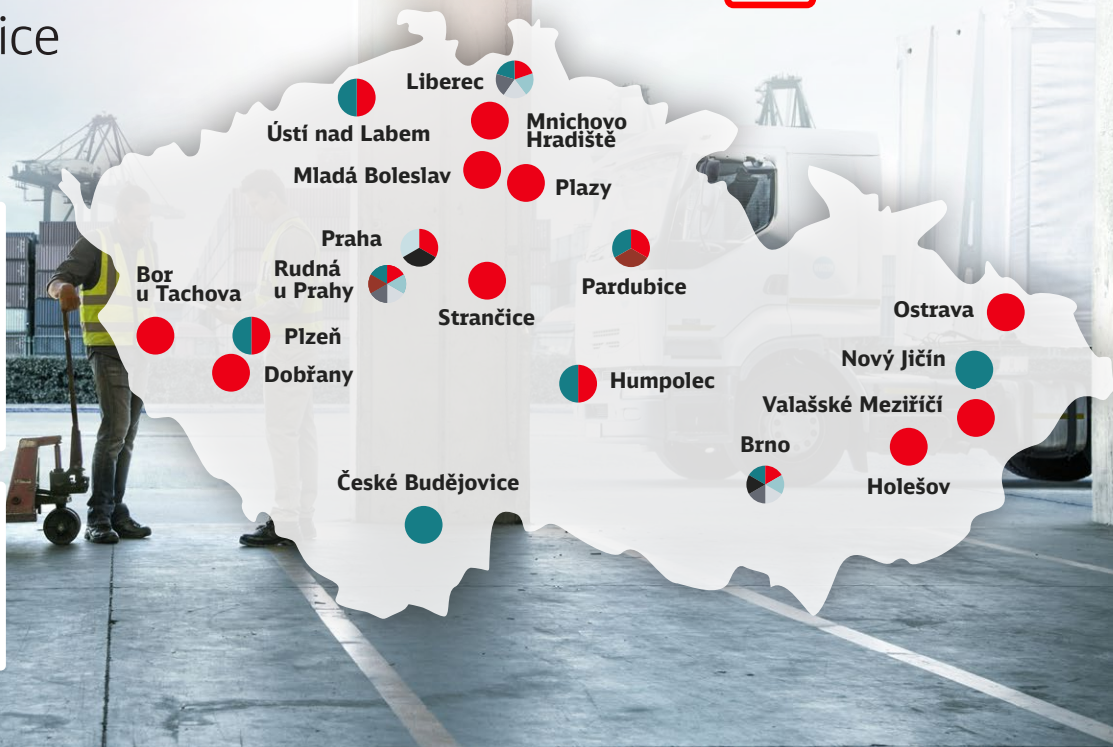 ice
Liberec
Ústí nad Labem
Mnichovo
Hradiště
Mladá Boleslav
Plazy
Praha
Rudná
u Prahy
Pardubice
Bor
u Tachova
Strančice
Ostrava
Plzeň
Nový Jičín
Dobřany
Humpolec
Valašské Meziříčí
Brno
České Budějovice
Holešov